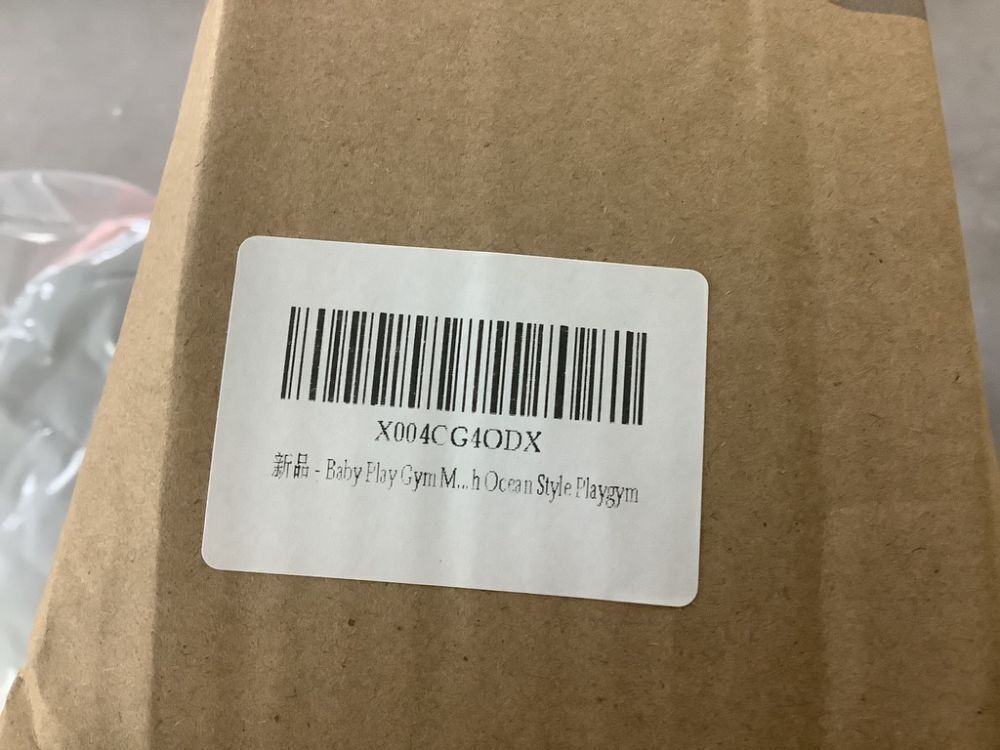 X004CG4ODX
新品 - Baby Play Gym M...h Ocean Style Playgym